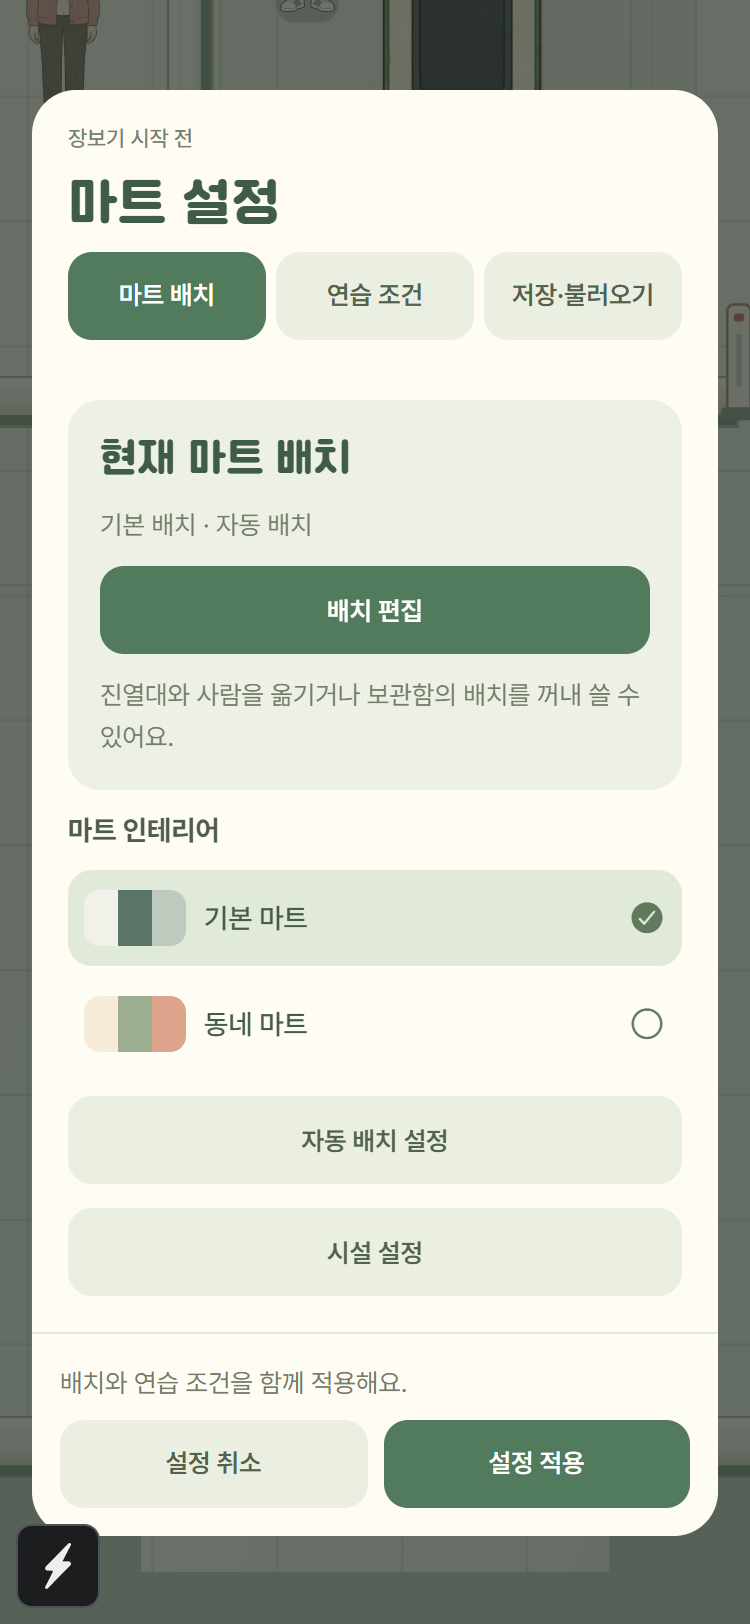 장보기 시작 전
마트 설정
마트 배치
연습 조건
저장·불러오기
현재 마트 배치
기본 배치 · 자동 배치
배치 편집
진열대와 사람을 옮기거나 보관함의 배치를 꺼내 쓸 수
있어요.
마트 인테리어
기본 마트
동네 마트
자동 배치 설정
시설 설정
배치와 연습 조건을 함께 적용해요.
설정 취소
설정 적용